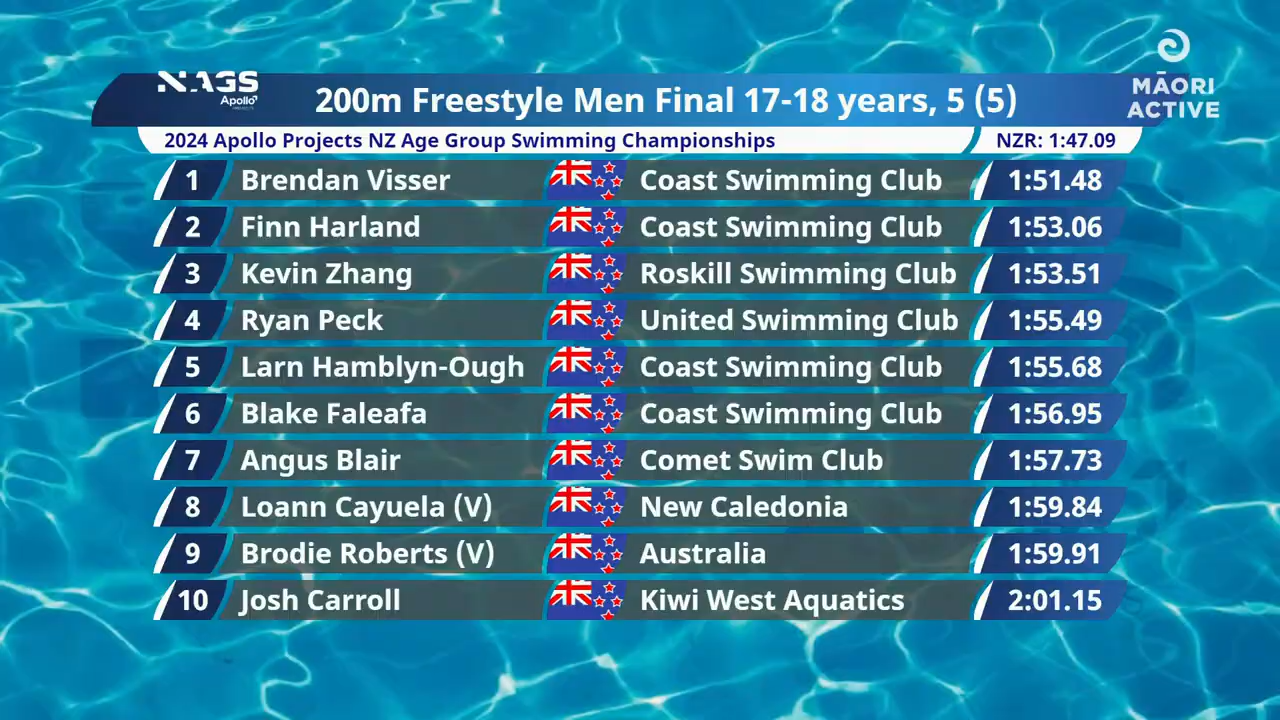 NAGS
Apollo
200m Freestyle Men Final 17-18 years, 5 (5)
MĀORI
ACTIVE
2024 Apollo Projects NZ Age Group Swimming Championships NZR: 1:47.09
1 Brendan Visser Coast Swimming Club 1:51.48
2 Finn Harland Coast Swimming Club 1:53.06
3 Kevin Zhang Roskill Swimming Club 1:53.51
4 Ryan Peck United Swimming Club 1:55.49
5 Larn Hamblyn-Ough Coast Swimming Club 1:55.68
6 Blake Faleafa Coast Swimming Club 1:56.95
7 Angus Blair Comet Swim Club 1:57.73
8 Loann Cayuela (V) New Caledonia 1:59.84
9 Brodie Roberts (V) Australia 1:59.91
10 Josh Carroll Kiwi West Aquatics 2:01.15